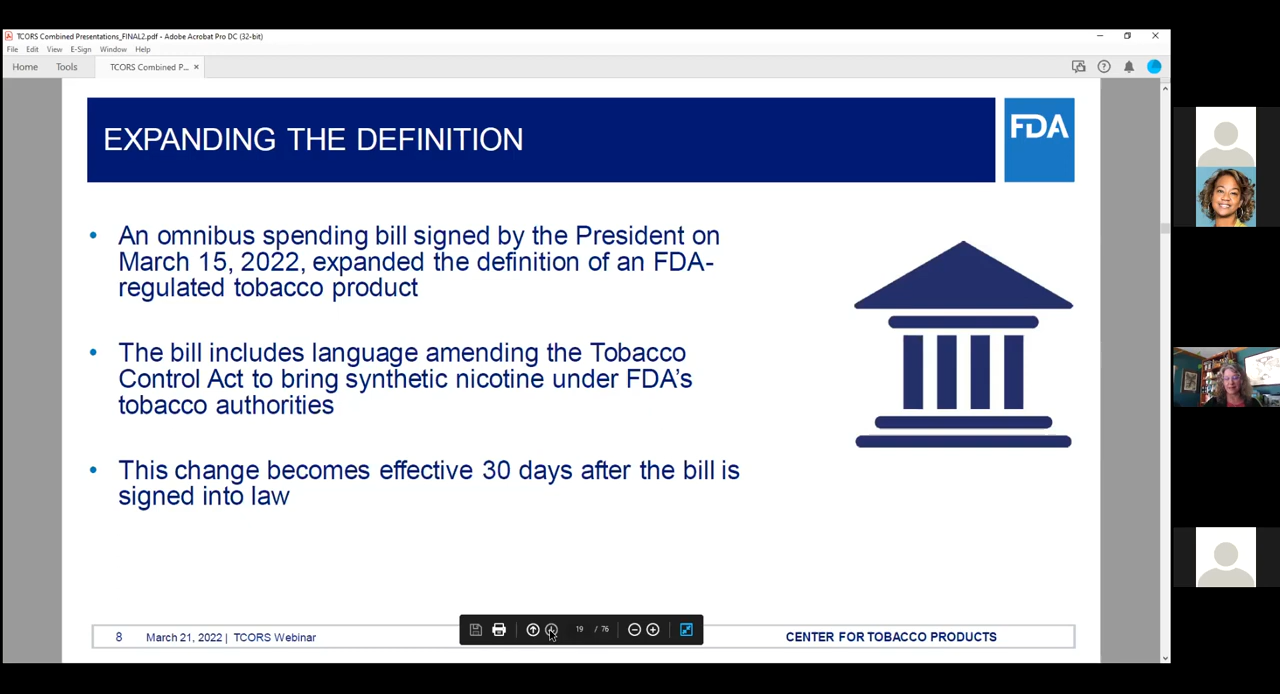 TCORS Combined Presentations_FINAL2.pdf - Adobe Acrobat Pro DC (32-bit)
File Edit View E-Sign Window Help
Home Tools TCORS Combined P... ×
EXPANDING THE DEFINITION
FDA
• An omnibus spending bill signed by the President on
March 15, 2022, expanded the definition of an FDA-
regulated tobacco product
• The bill includes language amending the Tobacco
Control Act to bring synthetic nicotine under FDA's
tobacco authorities
• This change becomes effective 30 days after the bill is
signed into law
19 / 76
8 March 21, 2022 | TCORS Webinar
CENTER FOR TOBACCO PRODUCTS